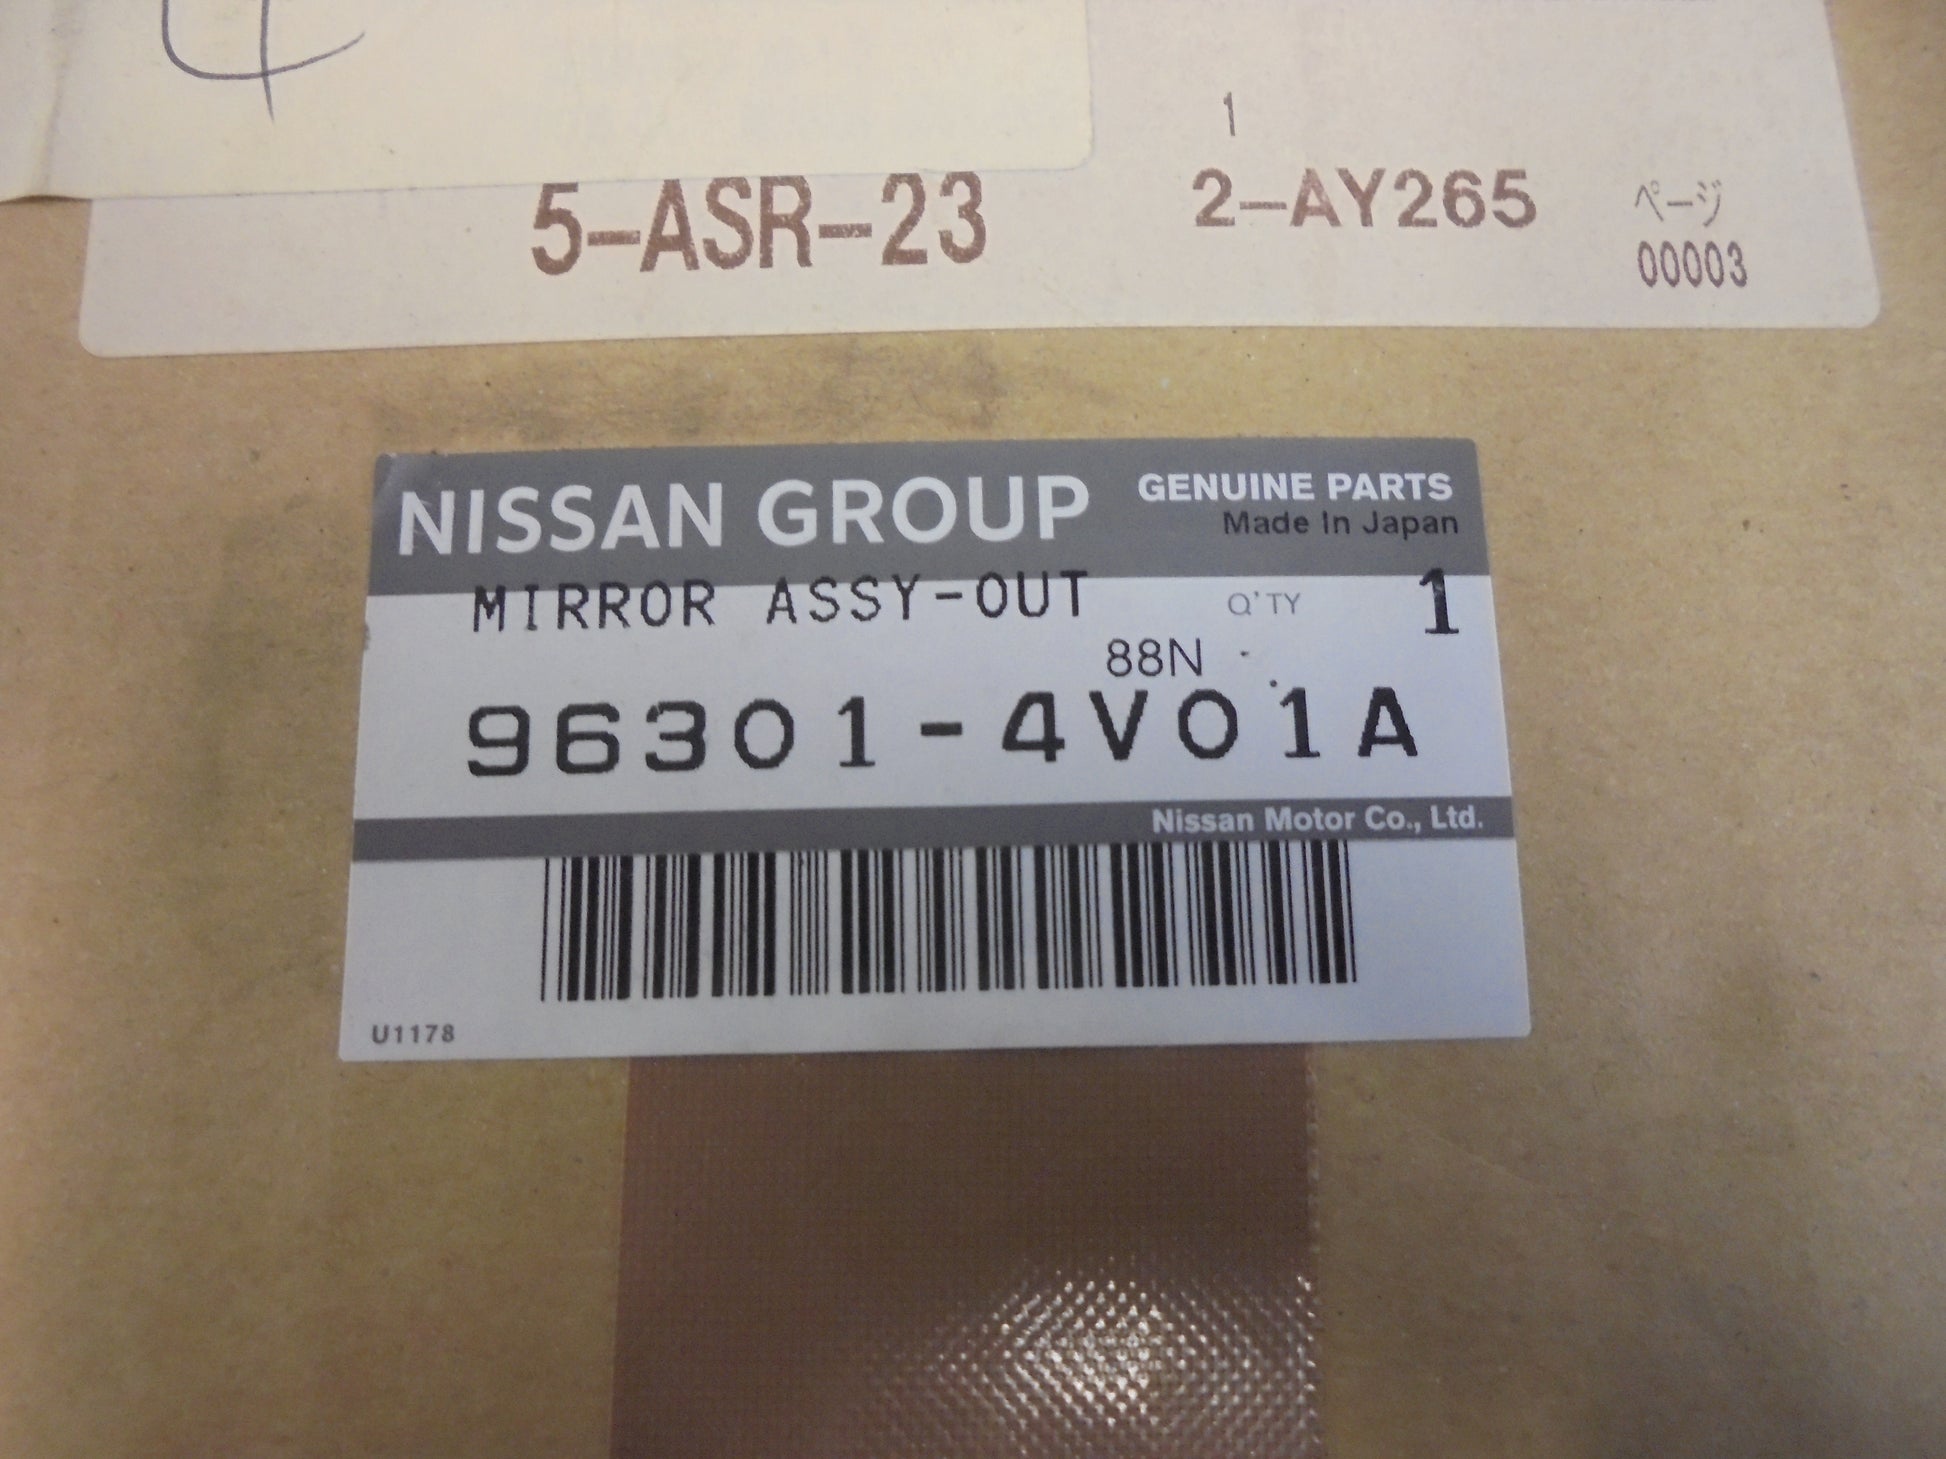 1
5-ASR-23 2-AY265 ページ
00003
NISSAN GROUP GENUINE PARTS
Made In Japan
MIRROR ASSY-OUT Q'TY 1
88N
96301-4V01A
Nissan Motor Co., Ltd.
U1178